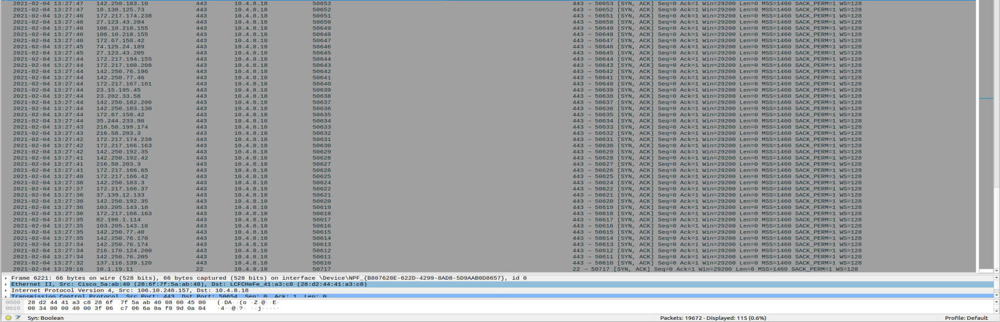 2021-02-04 13:27:47 142.250.183.10 443 10.4.8.18 50653 443 → 50653 [SYN, ACK] Seq=0 Ack=1 Win=29200 Len=0 MSS=1460 SACK_PERM=1 WS=128
2021-02-04 13:27:47 18.138.125.73 443 10.4.8.18 50652 443 → 50652 [SYN, ACK] Seq=0 Ack=1 Win=29200 Len=0 MSS=1460 SACK_PERM=1 WS=128
2021-02-04 13:27:46 172.217.174.238 443 10.4.8.18 50651 443 → 50651 [SYN, ACK] Seq=0 Ack=1 Win=29200 Len=0 MSS=1460 SACK_PERM=1 WS=128
2021-02-04 13:27:46 27.123.43.204 443 10.4.8.18 50650 443 → 50650 [SYN, ACK] Seq=0 Ack=1 Win=29200 Len=0 MSS=1460 SACK_PERM=1 WS=128
2021-02-04 13:27:46 106.10.218.155 443 10.4.8.18 50649 443 → 50649 [SYN, ACK] Seq=0 Ack=1 Win=29200 Len=0 MSS=1460 SACK_PERM=1 WS=128
2021-02-04 13:27:46 106.10.218.155 443 10.4.8.18 50648 443 → 50648 [SYN, ACK] Seq=0 Ack=1 Win=29200 Len=0 MSS=1460 SACK_PERM=1 WS=128
2021-02-04 13:27:46 172.67.158.42 443 10.4.8.18 50647 443 → 50647 [SYN, ACK] Seq=0 Ack=1 Win=29200 Len=0 MSS=1460 SACK_PERM=1 WS=128
2021-02-04 13:27:45 74.125.24.189 443 10.4.8.18 50646 443 → 50646 [SYN, ACK] Seq=0 Ack=1 Win=29200 Len=0 MSS=1460 SACK_PERM=1 WS=128
2021-02-04 13:27:45 27.123.43.205 443 10.4.8.18 50645 443 → 50645 [SYN, ACK] Seq=0 Ack=1 Win=29200 Len=0 MSS=1460 SACK_PERM=1 WS=128
2021-02-04 13:27:44 172.217.194.155 443 10.4.8.18 50644 443 → 50644 [SYN, ACK] Seq=0 Ack=1 Win=29200 Len=0 MSS=1460 SACK_PERM=1 WS=128
2021-02-04 13:27:44 172.217.160.208 443 10.4.8.18 50643 443 → 50643 [SYN, ACK] Seq=0 Ack=1 Win=29200 Len=0 MSS=1460 SACK_PERM=1 WS=128
2021-02-04 13:27:44 142.250.76.196 443 10.4.8.18 50642 443 → 50642 [SYN, ACK] Seq=0 Ack=1 Win=29200 Len=0 MSS=1460 SACK_PERM=1 WS=128
2021-02-04 13:27:44 142.250.77.46 443 10.4.8.18 50641 443 → 50641 [SYN, ACK] Seq=0 Ack=1 Win=29200 Len=0 MSS=1460 SACK_PERM=1 WS=128
2021-02-04 13:27:44 172.217.167.161 443 10.4.8.18 50640 443 → 50640 [SYN, ACK] Seq=0 Ack=1 Win=29200 Len=0 MSS=1460 SACK_PERM=1 WS=128
2021-02-04 13:27:44 23.15.195.45 443 10.4.8.18 50639 443 → 50639 [SYN, ACK] Seq=0 Ack=1 Win=29200 Len=0 MSS=1460 SACK_PERM=1 WS=128
2021-02-04 13:27:44 23.202.33.58 443 10.4.8.18 50638 443 → 50638 [SYN, ACK] Seq=0 Ack=1 Win=29200 Len=0 MSS=1460 SACK_PERM=1 WS=128
2021-02-04 13:27:44 142.250.182.206 443 10.4.8.18 50637 443 → 50637 [SYN, ACK] Seq=0 Ack=1 Win=29200 Len=0 MSS=1460 SACK_PERM=1 WS=128
2021-02-04 13:27:44 142.250.183.130 443 10.4.8.18 50636 443 → 50636 [SYN, ACK] Seq=0 Ack=1 Win=29200 Len=0 MSS=1460 SACK_PERM=1 WS=128
2021-02-04 13:27:44 172.67.158.42 443 10.4.8.18 50635 443 → 50635 [SYN, ACK] Seq=0 Ack=1 Win=29200 Len=0 MSS=1460 SACK_PERM=1 WS=128
2021-02-04 13:27:44 35.244.233.98 443 10.4.8.18 50634 443 → 50634 [SYN, ACK] Seq=0 Ack=1 Win=29200 Len=0 MSS=1460 SACK_PERM=1 WS=128
2021-02-04 13:27:43 216.58.199.174 443 10.4.8.18 50633 443 → 50633 [SYN, ACK] Seq=0 Ack=1 Win=29200 Len=0 MSS=1460 SACK_PERM=1 WS=128
2021-02-04 13:27:43 216.58.203.3 443 10.4.8.18 50632 443 → 50632 [SYN, ACK] Seq=0 Ack=1 Win=29200 Len=0 MSS=1460 SACK_PERM=1 WS=128
2021-02-04 13:27:42 172.217.174.238 443 10.4.8.18 50631 443 → 50631 [SYN, ACK] Seq=0 Ack=1 Win=29200 Len=0 MSS=1460 SACK_PERM=1 WS=128
2021-02-04 13:27:42 172.217.166.163 443 10.4.8.18 50630 443 → 50630 [SYN, ACK] Seq=0 Ack=1 Win=29200 Len=0 MSS=1460 SACK_PERM=1 WS=128
2021-02-04 13:27:42 142.250.192.35 443 10.4.8.18 50629 443 → 50629 [SYN, ACK] Seq=0 Ack=1 Win=29200 Len=0 MSS=1460 SACK_PERM=1 WS=128
2021-02-04 13:27:41 142.250.192.42 443 10.4.8.18 50628 443 → 50628 [SYN, ACK] Seq=0 Ack=1 Win=29200 Len=0 MSS=1460 SACK_PERM=1 WS=128
2021-02-04 13:27:41 216.58.203.3 443 10.4.8.18 50627 443 → 50627 [SYN, ACK] Seq=0 Ack=1 Win=29200 Len=0 MSS=1460 SACK_PERM=1 WS=128
2021-02-04 13:27:41 172.217.166.65 443 10.4.8.18 50626 443 → 50626 [SYN, ACK] Seq=0 Ack=1 Win=29200 Len=0 MSS=1460 SACK_PERM=1 WS=128
2021-02-04 13:27:40 172.217.166.42 443 10.4.8.18 50625 443 → 50625 [SYN, ACK] Seq=0 Ack=1 Win=29200 Len=0 MSS=1460 SACK_PERM=1 WS=128
2021-02-04 13:27:38 142.250.183.3 443 10.4.8.18 50624 443 → 50624 [SYN, ACK] Seq=0 Ack=1 Win=29200 Len=0 MSS=1460 SACK_PERM=1 WS=128
2021-02-04 13:27:37 172.217.166.37 443 10.4.8.18 50622 443 → 50622 [SYN, ACK] Seq=0 Ack=1 Win=29200 Len=0 MSS=1460 SACK_PERM=1 WS=128
2021-02-04 13:27:36 37.139.12.133 443 10.4.8.18 50621 443 → 50621 [SYN, ACK] Seq=0 Ack=1 Win=29200 Len=0 MSS=1460 SACK_PERM=1 WS=128
2021-02-04 13:27:36 142.250.192.35 443 10.4.8.18 50620 443 → 50620 [SYN, ACK] Seq=0 Ack=1 Win=29200 Len=0 MSS=1460 SACK_PERM=1 WS=128
2021-02-04 13:27:36 103.205.143.18 443 10.4.8.18 50619 443 → 50619 [SYN, ACK] Seq=0 Ack=1 Win=29200 Len=0 MSS=1460 SACK_PERM=1 WS=128
2021-02-04 13:27:36 172.217.166.163 443 10.4.8.18 50618 443 → 50618 [SYN, ACK] Seq=0 Ack=1 Win=29200 Len=0 MSS=1460 SACK_PERM=1 WS=128
2021-02-04 13:27:35 82.196.1.114 443 10.4.8.18 50617 443 → 50617 [SYN, ACK] Seq=0 Ack=1 Win=29200 Len=0 MSS=1460 SACK_PERM=1 WS=128
2021-02-04 13:27:35 103.205.143.18 443 10.4.8.18 50616 443 → 50616 [SYN, ACK] Seq=0 Ack=1 Win=29200 Len=0 MSS=1460 SACK_PERM=1 WS=128
2021-02-04 13:27:35 142.250.77.40 443 10.4.8.18 50615 443 → 50615 [SYN, ACK] Seq=0 Ack=1 Win=29200 Len=0 MSS=1460 SACK_PERM=1 WS=128
2021-02-04 13:27:35 142.250.76.170 443 10.4.8.18 50614 443 → 50614 [SYN, ACK] Seq=0 Ack=1 Win=29200 Len=0 MSS=1460 SACK_PERM=1 WS=128
2021-02-04 13:27:34 142.250.76.174 443 10.4.8.18 50613 443 → 50613 [SYN, ACK] Seq=0 Ack=1 Win=29200 Len=0 MSS=1460 SACK_PERM=1 WS=128
2021-02-04 13:27:34 216.170.124.200 443 10.4.8.18 50612 443 → 50612 [SYN, ACK] Seq=0 Ack=1 Win=29200 Len=0 MSS=1460 SACK_PERM=1 WS=128
2021-02-04 13:27:34 142.250.76.205 443 10.4.8.18 50611 443 → 50611 [SYN, ACK] Seq=0 Ack=1 Win=29200 Len=0 MSS=1460 SACK_PERM=1 WS=128
2021-02-04 13:27:32 137.116.139.120 443 10.4.8.18 50610 443 → 50610 [SYN, ACK] Seq=0 Ack=1 Win=29200 Len=0 MSS=1460 SACK_PERM=1 WS=128
2021-02-04 13:29:16 10.1.19.11 22 10.4.8.18 50717 22 → 50717 [SYN, ACK] Seq=0 Ack=1 Win=29200 Len=0 MSS=1460 SACK_PERM=1 WS=128
Frame 6221: 66 bytes on wire (528 bits), 66 bytes captured (528 bits) on interface \Device\NPF_{B807628E-622D-4299-8AD8-5D9AAB0D8657}, id 0
Ethernet II, Src: Cisco_5a:ab:40 (28:6f:7f:5a:ab:40), Dst: LCFCHeFe_41:a3:c8 (28:d2:44:41:a3:c8)
Internet Protocol Version 4, Src: 106.10.248.157, Dst: 10.4.8.18
Transmission Control Protocol, Src Port: 443, Dst Port: 50654, Seq: 0, Ack: 1, Len: 0
0000 28 d2 44 41 a3 c8 28 6f 7f 5a ab 40 08 00 45 00 (·DA··(o ·Z·@··E·
0010 00 34 00 00 40 00 3f 06 c7 06 6a 0a f8 9d 0a 04 ·4··@·?· ··j·····
Syn: Boolean Packets: 19672 · Displayed: 115 (0.6%) Profile: Default